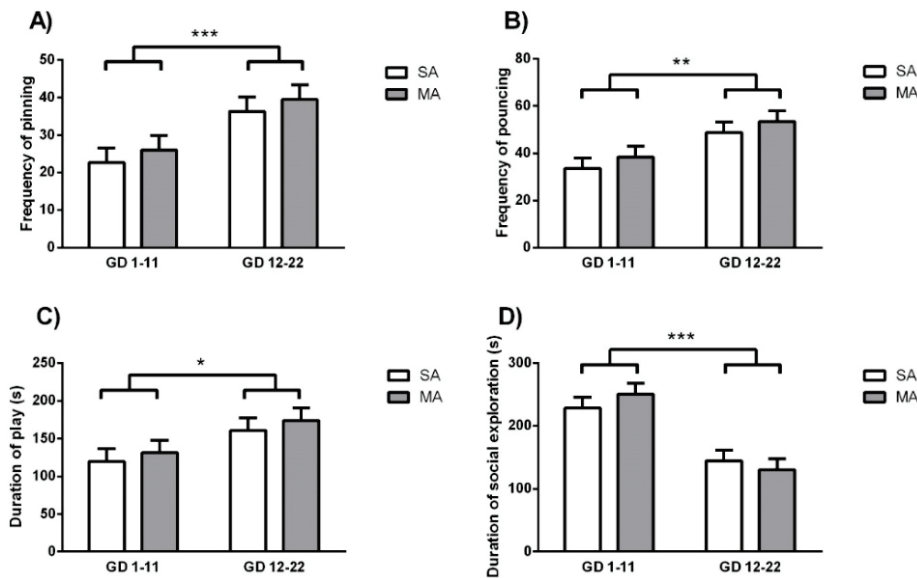 A)
***
Frequency of pinning
50
40
30
20
10
0
GD 1-11
GD 12-22
SA
MA
B)
**
Frequency of pouncing
80
60
40
20
0
GD 1-11
GD 12-22
SA
MA
C)
*
Duration of play (s)
250
200
150
100
50
0
GD 1-11
GD 12-22
SA
MA
D)
***
Duration of social exploration (s)
300
200
100
0
GD 1-11
GD 12-22
SA
MA